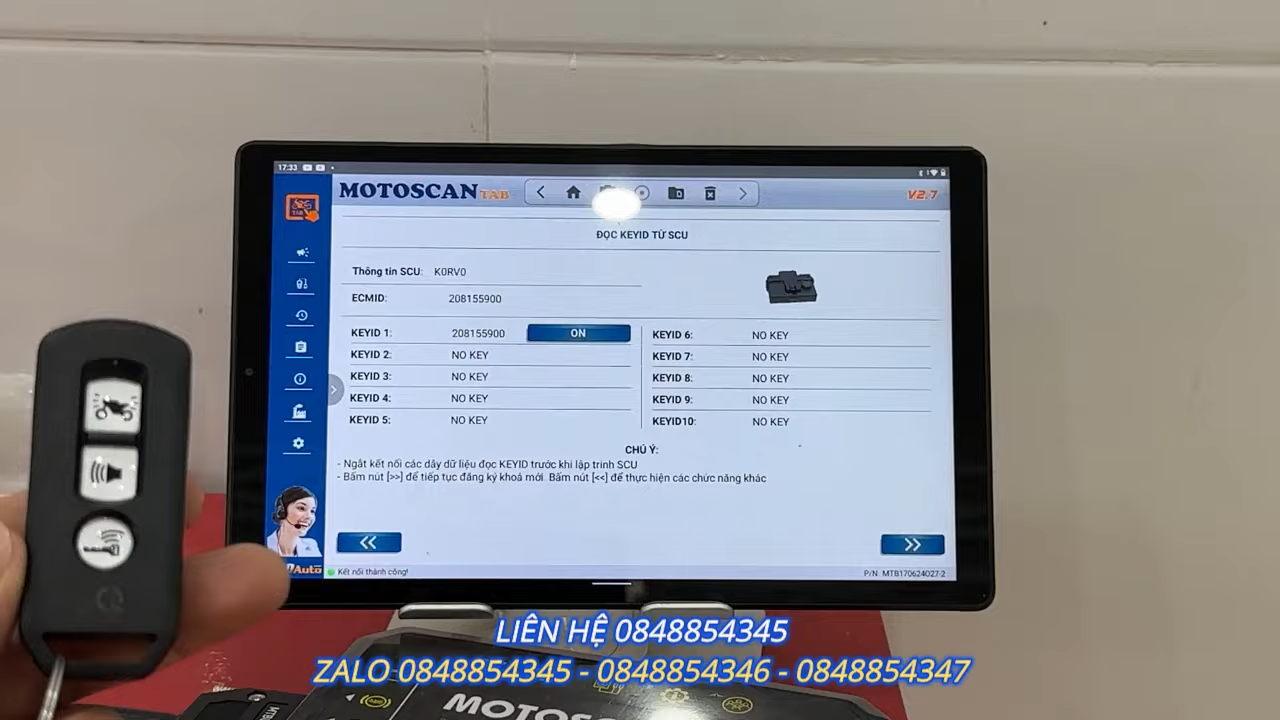 17:33
MOTOSCAN TAB
V2.7
ĐỌC KEYID TỪ SCU
Thông tin SCU: K0RV0
ECMID: 208155900
KEYID 1: 208155900 ON
KEYID 2: NO KEY
KEYID 3: NO KEY
KEYID 4: NO KEY
KEYID 5: NO KEY
KEYID 6: NO KEY
KEYID 7: NO KEY
KEYID 8: NO KEY
KEYID 9: NO KEY
KEYID10: NO KEY
CHÚ Ý:
- Ngắt kết nối các dây dữ liệu đọc KEYID trước khi lập trình SCU
- Bấm nút [>>] để tiếp tục đăng ký khoá mới. Bấm nút [<<] để thực hiện các chức năng khác
<<
>>
Auto
Kết nối thành công!
P/N: MTB170624027-2
LIÊN HỆ 0848854345
ZALO 0848854345 - 0848854346 - 0848854347
MOTOS